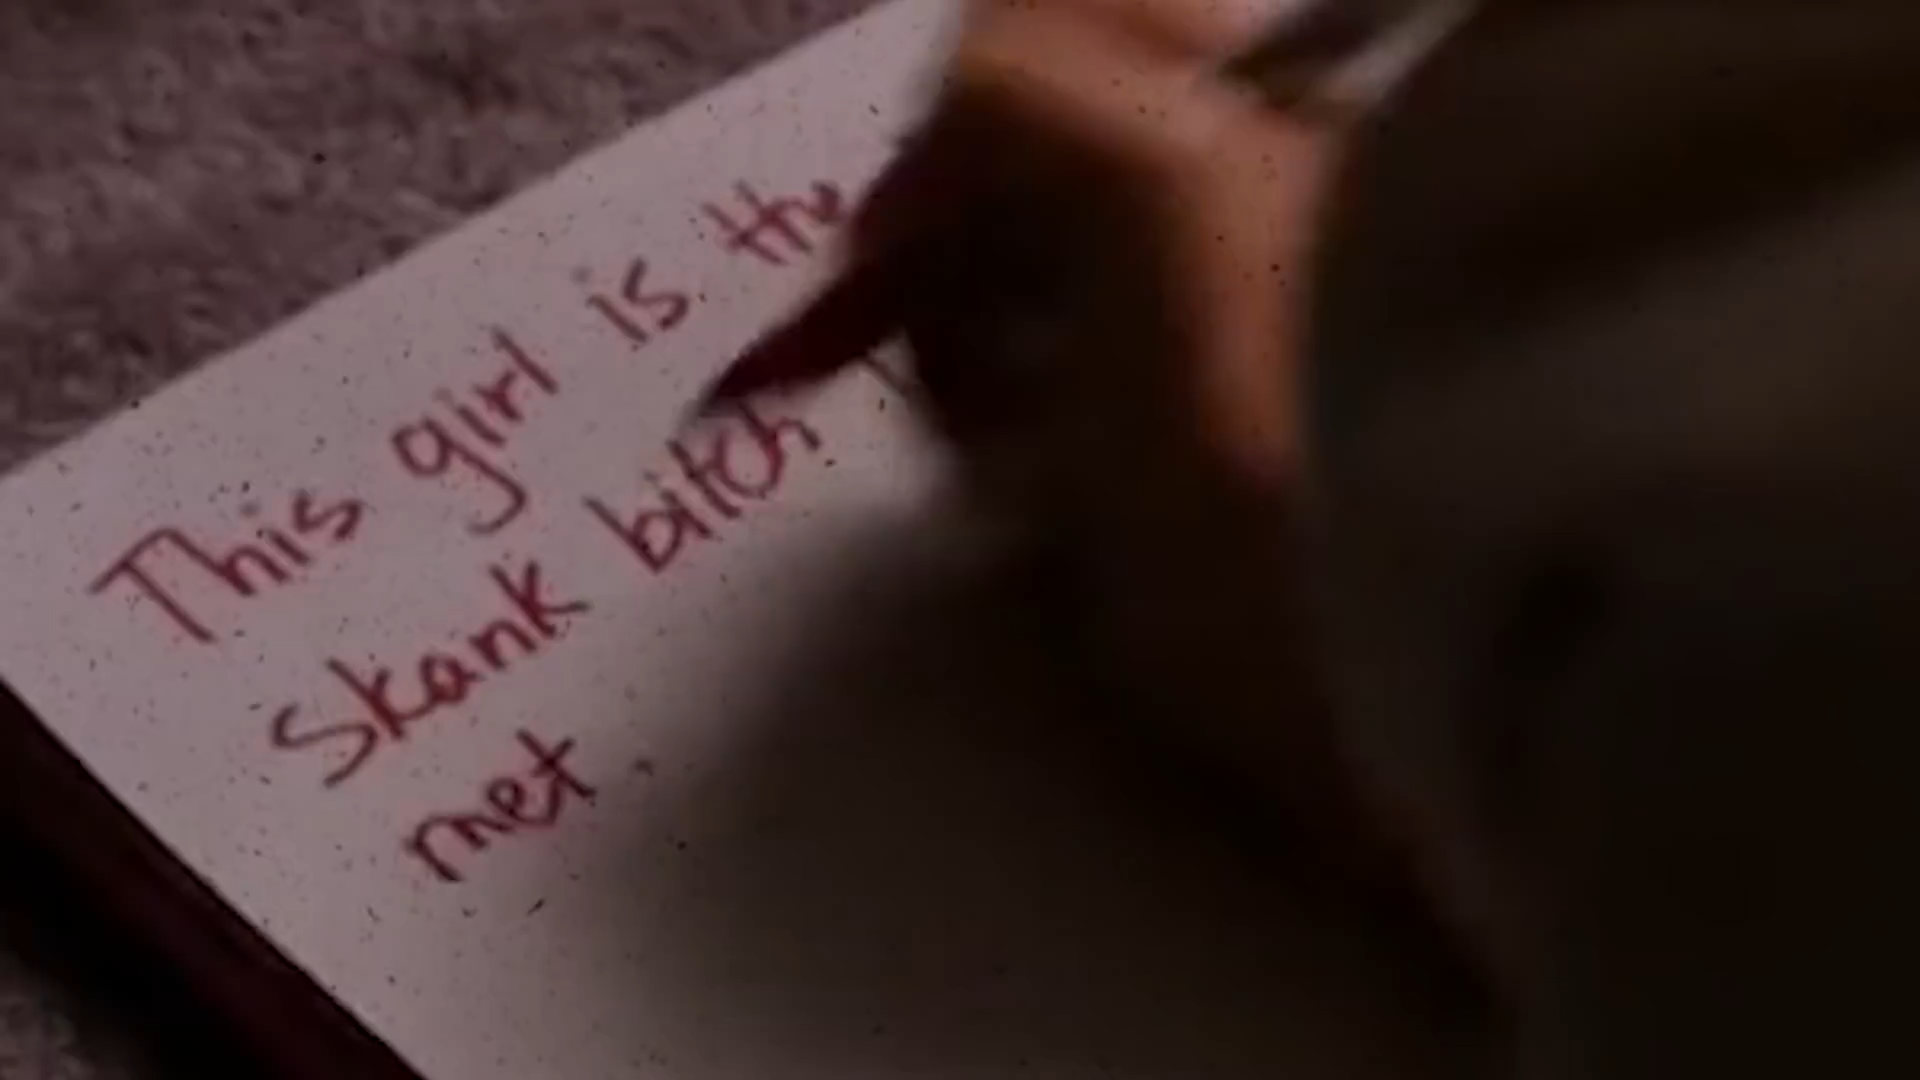 This girl is the
Skank bitch
met